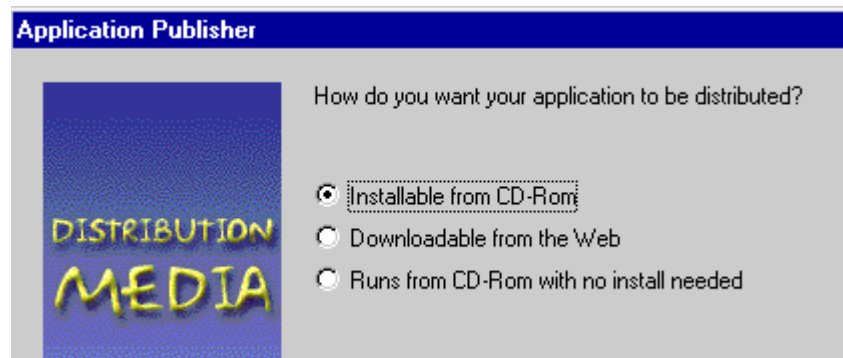 Application Publisher
How do you want your application to be distributed?
DISTRIBUTION
MEDIA
Installable from CD-Rom
Downloadable from the Web
Runs from CD-Rom with no install needed